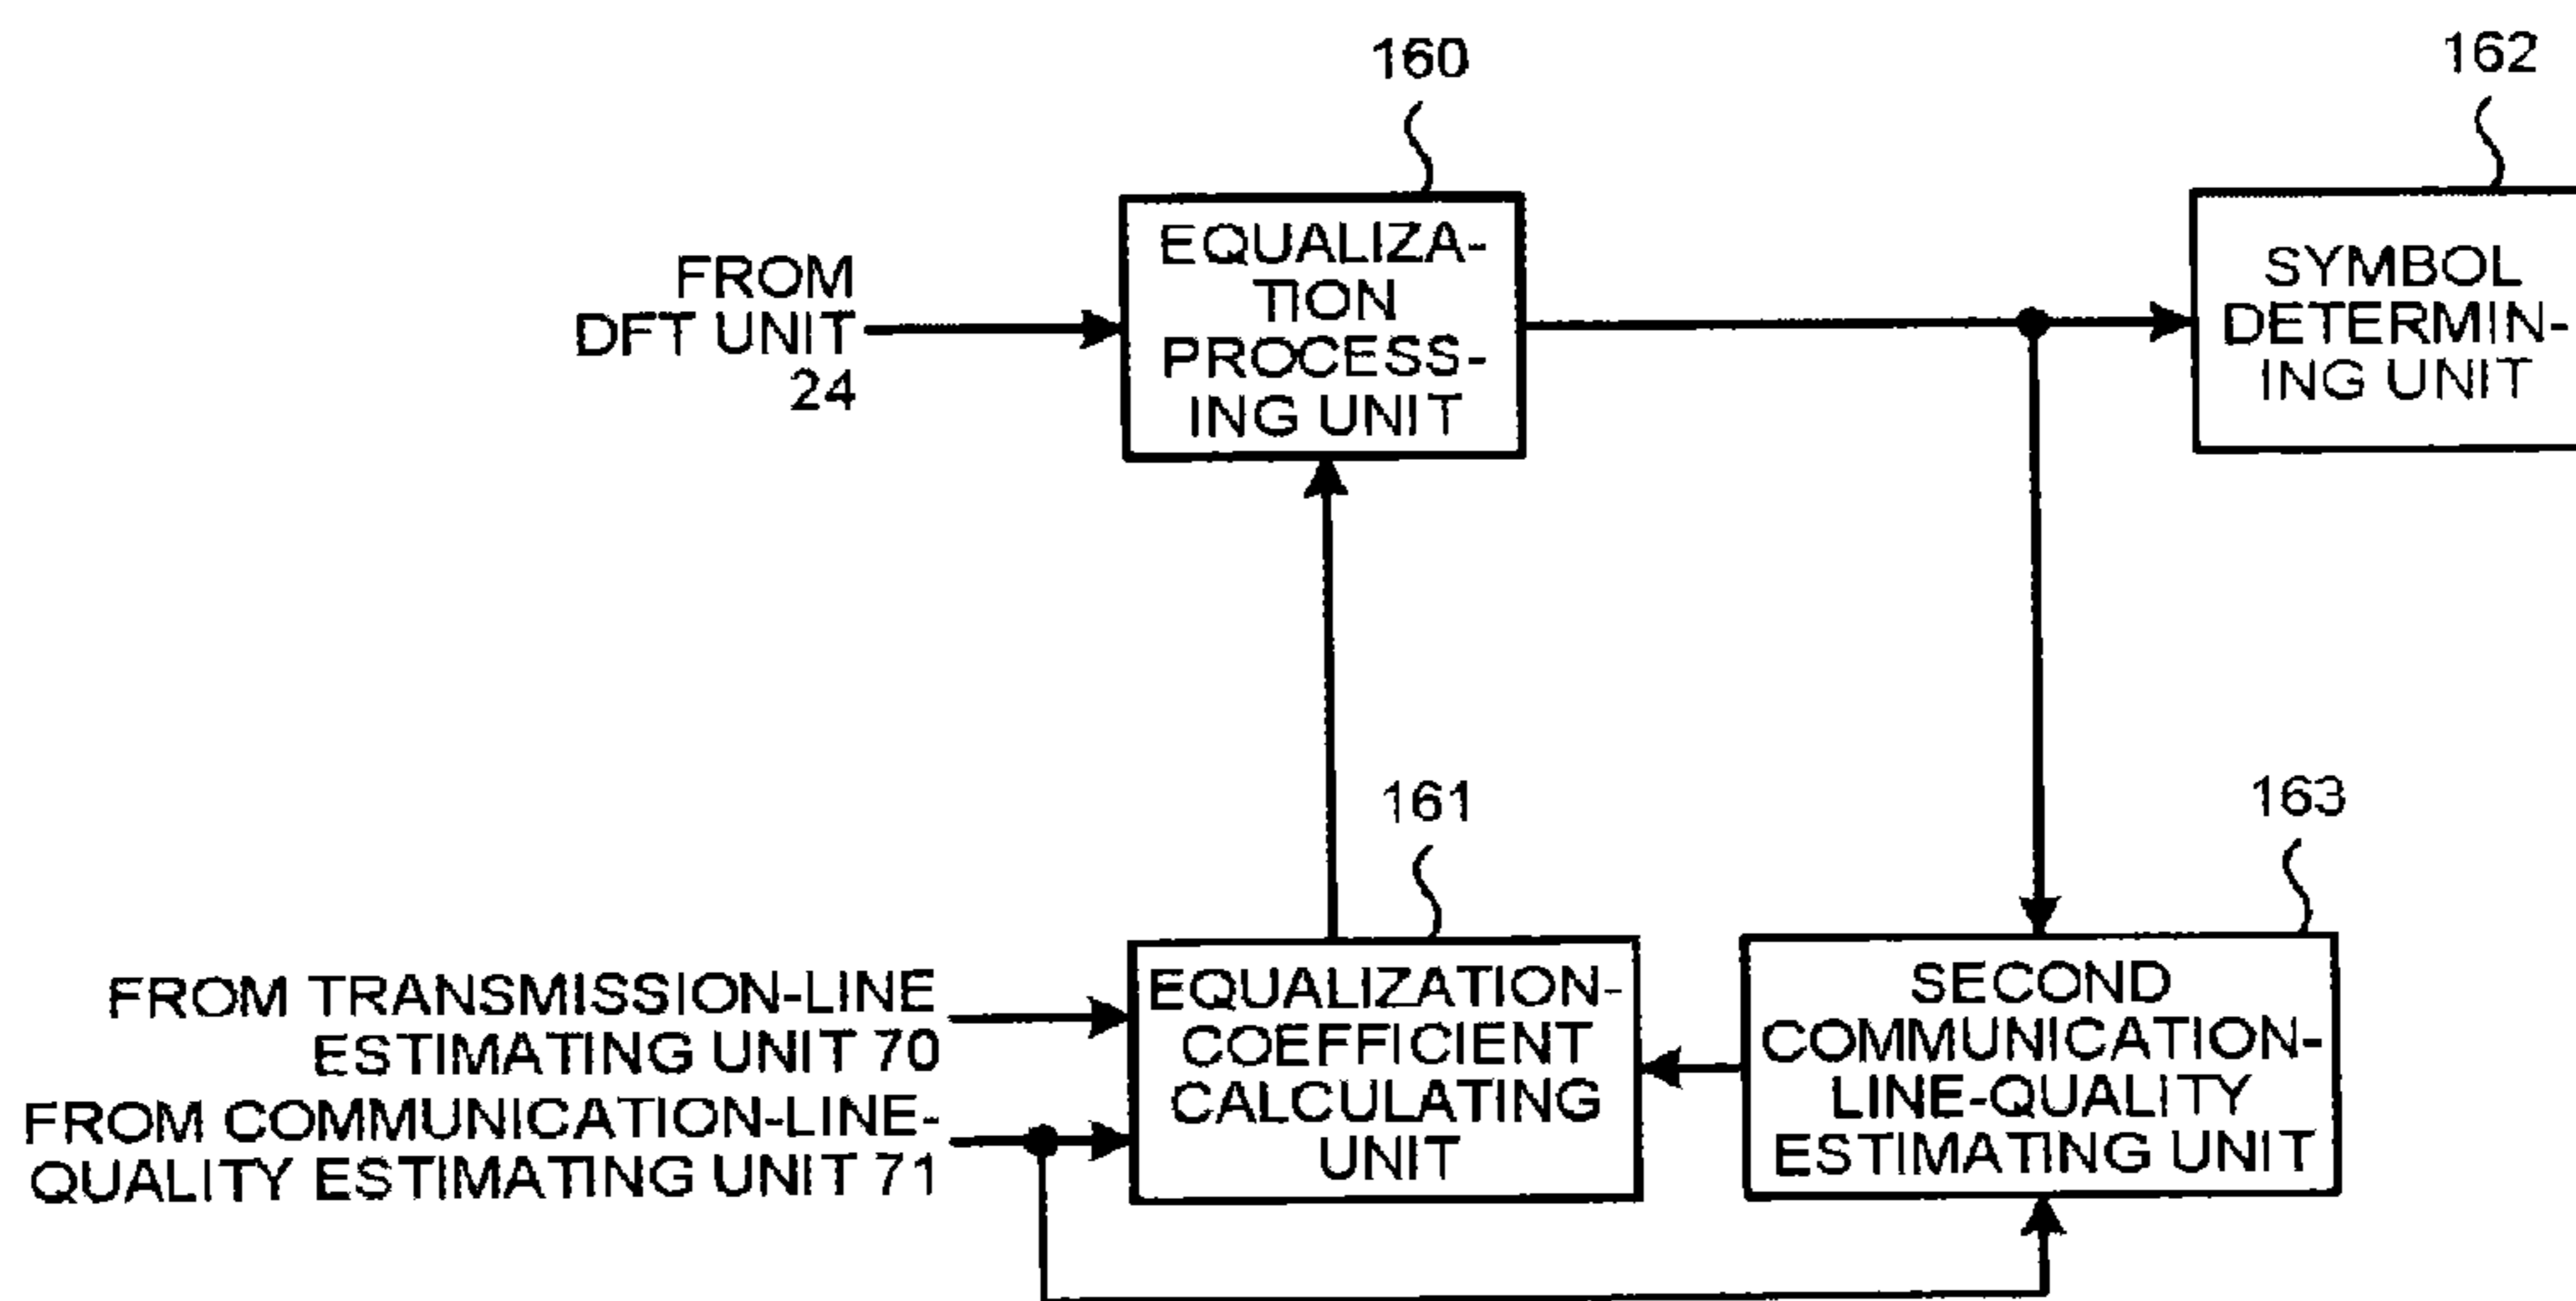 160
162
EQUALIZA-
TION
PROCESS-
ING UNIT
SYMBOL
DETERMIN-
ING UNIT
FROM
DFT UNIT
24
161
163
FROM TRANSMISSION-LINE
ESTIMATING UNIT 70
FROM COMMUNICATION-LINE-
QUALITY ESTIMATING UNIT 71
EQUALIZATION-
COEFFICIENT
CALCULATING
UNIT
SECOND
COMMUNICATION-
LINE-QUALITY
ESTIMATING UNIT